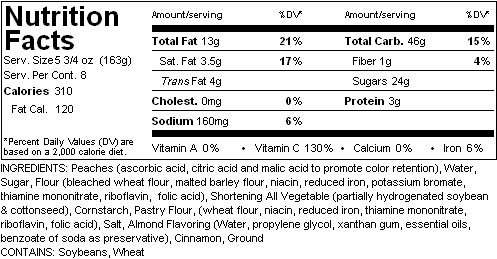 Nutrition
Facts
Serv. Size5 3/4 oz (163g)
Serv. Per Cont. 8
Calories 310
Fat Cal. 120
*Percent Daily Values (DV) are
based on a 2,000 calorie diet.
Amount/serving %DV* Amount/serving %DV*
Total Fat 13g 21% Total Carb. 46g 15%
Sat. Fat 3.5g 17% Fiber 1g 4%
Trans Fat 4g Sugars 24g
Cholest. 0mg 0% Protein 3g
Sodium 160mg 6%
Vitamin A 0% • Vitamin C 130% • Calcium 0% • Iron 6%
INGREDIENTS: Peaches (ascorbic acid, citric and malic acid to promote color retention), Water,
Sugar, Flour (bleached wheat flour, malted barley flour, niacin, reduced iron, potassium bromate,
thiamine mononitrate, riboflavin, folic acid), Shortening All Vegetable (partially hydrogenated soybean
& cottonseed), Cornstarch, Pastry Flour, (wheat flour, niacin, reduced iron, thiamine mononitrate,
riboflavin, folic acid), Salt, Almond Flavoring (Water, propylene glycol, xanthan gum, essential oils,
benzoate of soda as preservative), Cinnamon, Ground
CONTAINS: Soybeans, Wheat